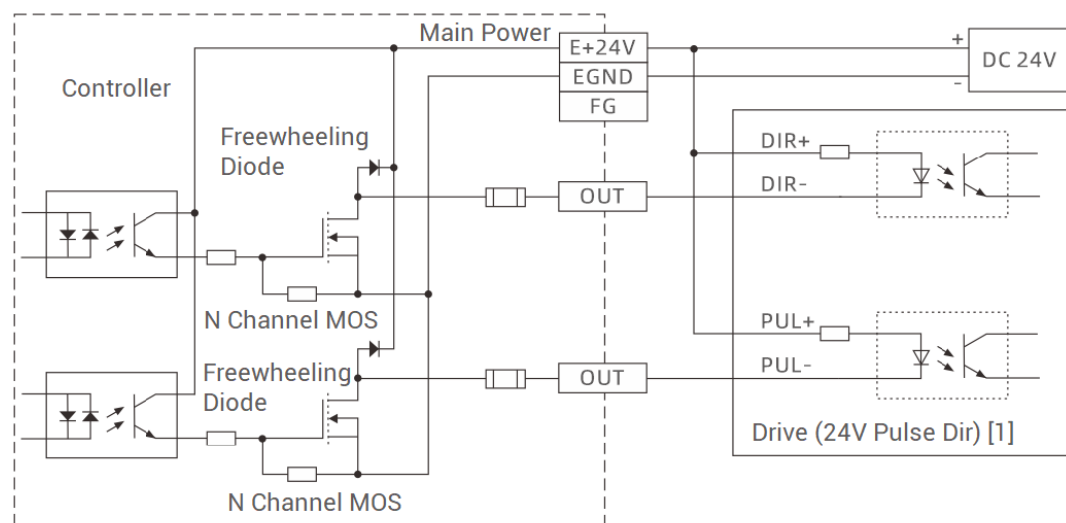 Main Power
E+24V
+
DC 24V
EGND
-
Controller
FG
Freewheeling
Diode
DIR+
OUT
DIR-
N Channel MOS
PUL+
Freewheeling
Diode
OUT
PUL-
Drive (24V Pulse Dir) [1]
N Channel MOS